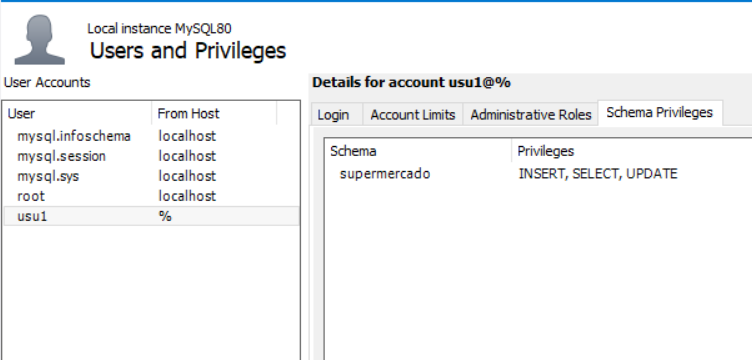 Local instance MySQL80
Users and Privileges
User Accounts
User From Host
mysql.infoschema localhost
mysql.session localhost
mysql.sys localhost
root localhost
usu1 %
Details for account usu1@%
Login Account Limits Administrative Roles Schema Privileges
Schema Privileges
supermercado INSERT, SELECT, UPDATE